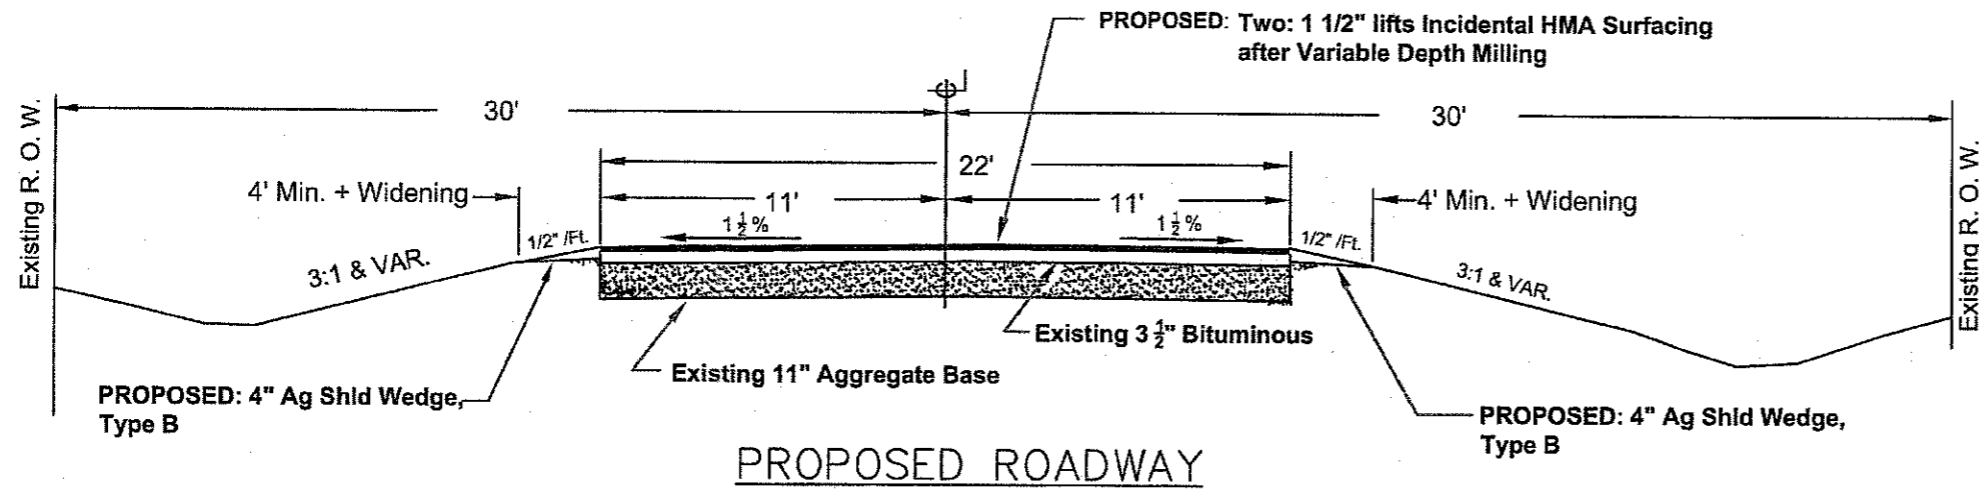 PROPOSED: Two: 1 1/2" lifts Incidental HMA Surfacing
after Variable Depth Milling
Existing R. O. W.
30'
30'
Existing R. O. W.
22'
4' Min. + Widening
11'
11'
4' Min. + Widening
1/2" /Ft.
1 1/2 %
1 1/2 %
1/2" /Ft.
3:1 & VAR.
3:1 & VAR.
Existing 3 1/2" Bituminous
Existing 11" Aggregate Base
PROPOSED: 4" Ag Shld Wedge,
Type B
PROPOSED: 4" Ag Shld Wedge,
Type B
PROPOSED ROADWAY